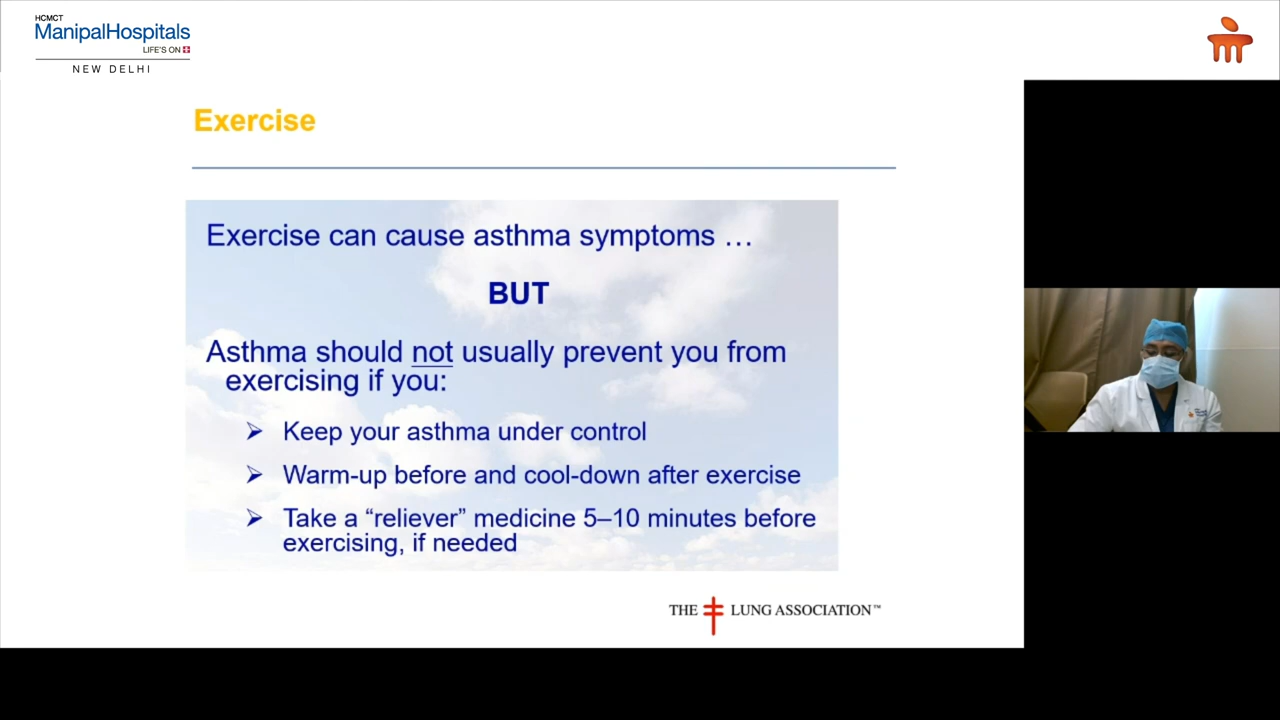 HCMCT
ManipalHospitals
LIFE'S ON
NEW DELHI
Exercise
Exercise can cause asthma symptoms …
BUT
Asthma should not usually prevent you from
exercising if you:
➢ Keep your asthma under control
➢ Warm-up before and cool-down after exercise
➢ Take a “reliever” medicine 5–10 minutes before
exercising, if needed
THE LUNG ASSOCIATION™